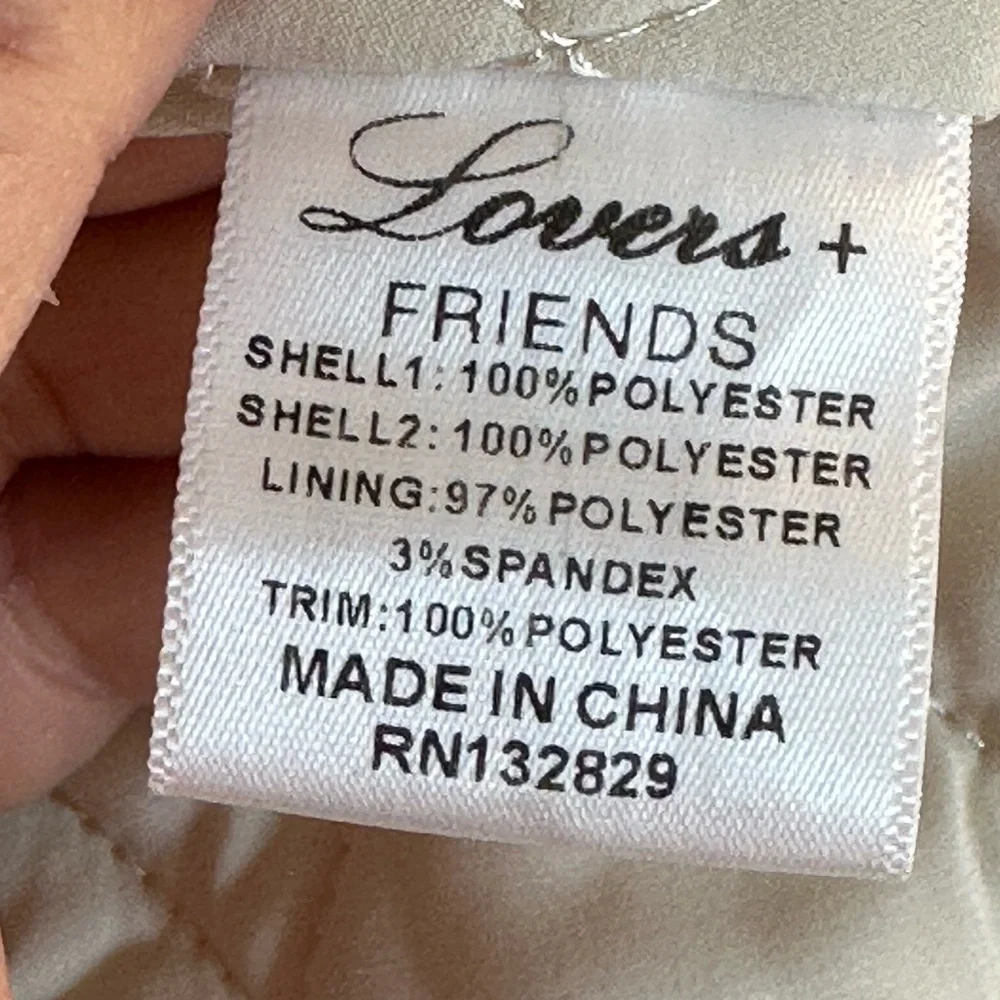 Lovers +
FRIENDS
SHELL1: 100% POLYESTER
SHELL2: 100% POLYESTER
LINING:97% POLYESTER
3% SPANDEX
TRIM:100% POLYESTER
MADE IN CHINA
RN132829